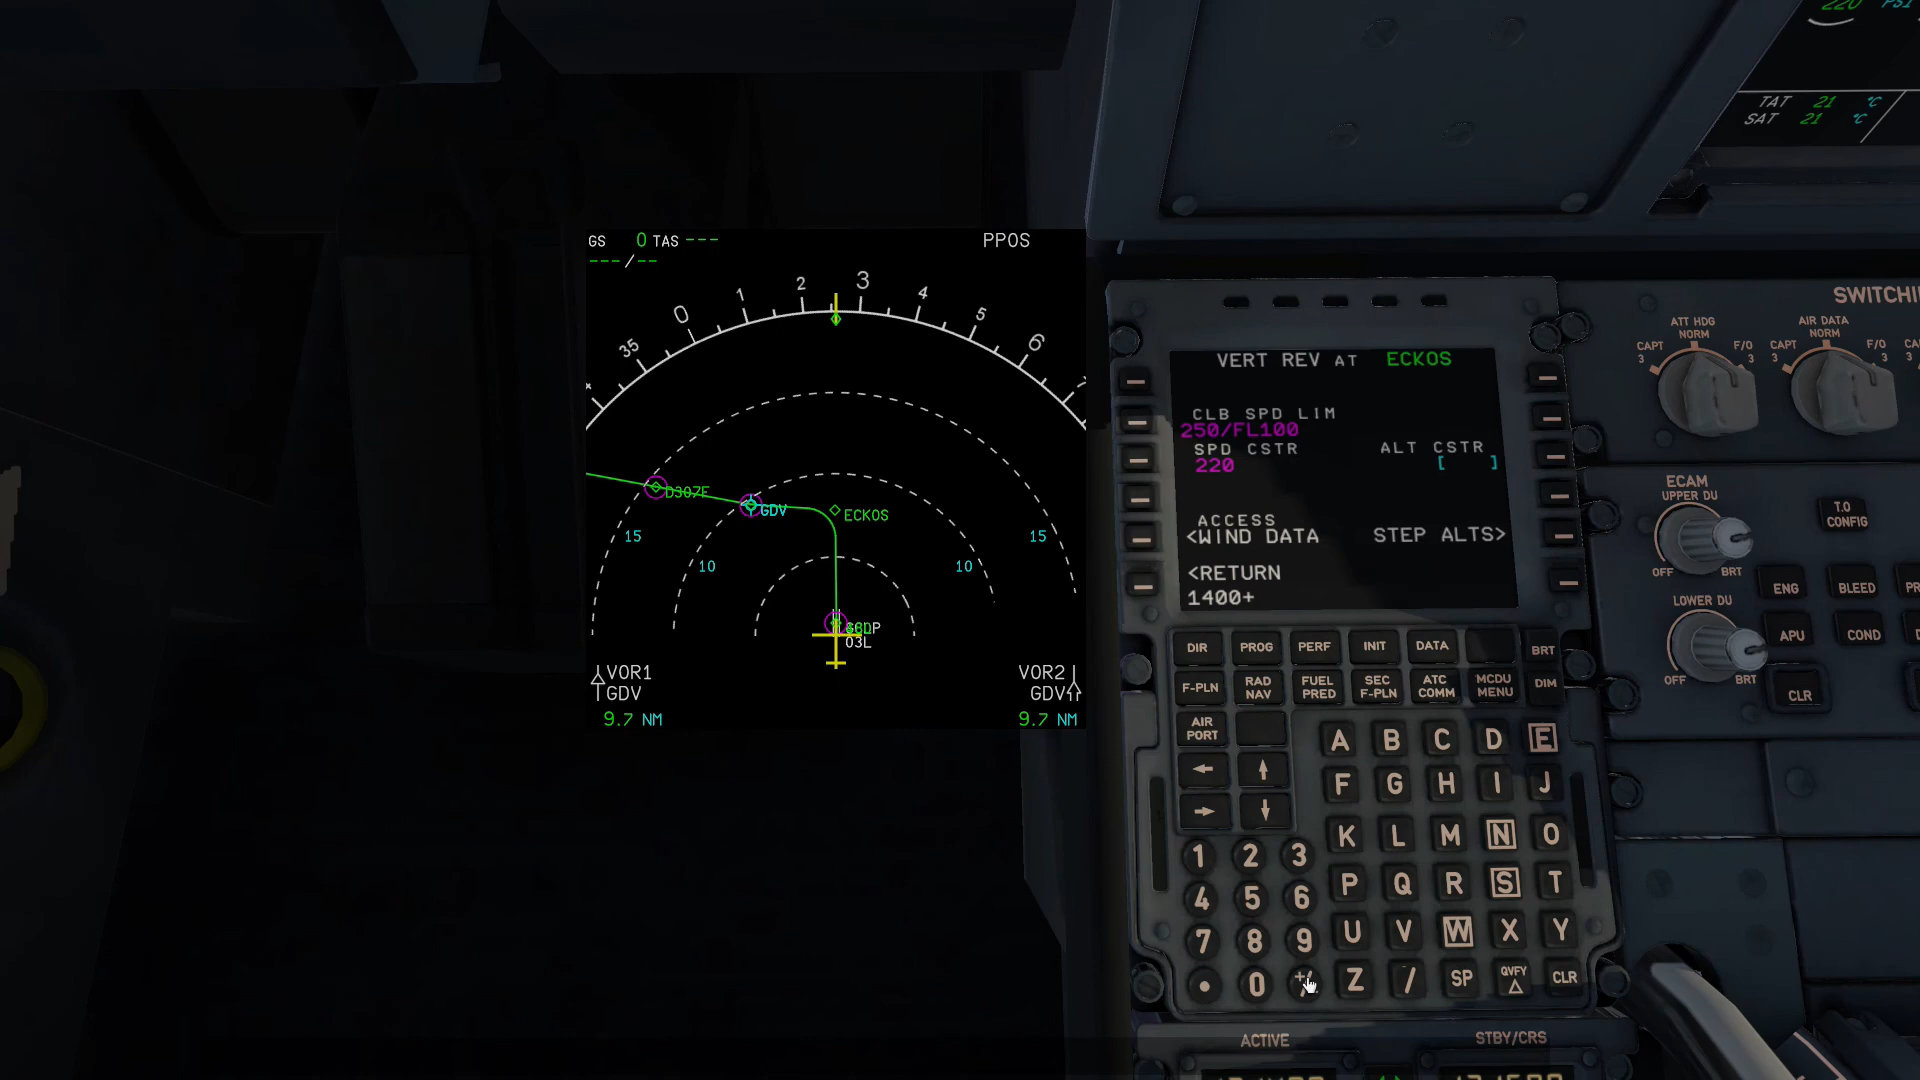 220 PSI
TAT 21 °C
SAT 21 °C
GS 0 TAS ---
---/--
PPOS
35 0 1 2 3 4 5 6
D307F
GDV
ECKOS
15
10
10
15
03L
VOR1
GDV
9.7 NM
VOR2
GDV
9.7 NM
VERT REV AT ECKOS
CLB SPD LIM
250/FL100
SPD CSTR ALT CSTR
220 [ ]
ACCESS
<WIND DATA STEP ALTS>
<RETURN
1400+
DIR PROG PERF INIT DATA BRT
F-PLN RAD NAV FUEL PRED SEC F-PLN ATC COMM MCDU MENU DIM
AIR PORT
A B C D E
F G H I J
K L M N O
1 2 3
P Q R S T
4 5 6
U V W X Y
7 8 9
. 0 +/- Z / SP OVFY CLR
ATT HDG
NORM
CAPT 3 F/O 3
AIR DATA
NORM
CAPT 3 F/O 3
ECAM
UPPER DU
OFF BRT
T.O CONFIG
LOWER DU
OFF BRT
ENG BLEED
APU COND
CLR
ACTIVE STBY/CRS